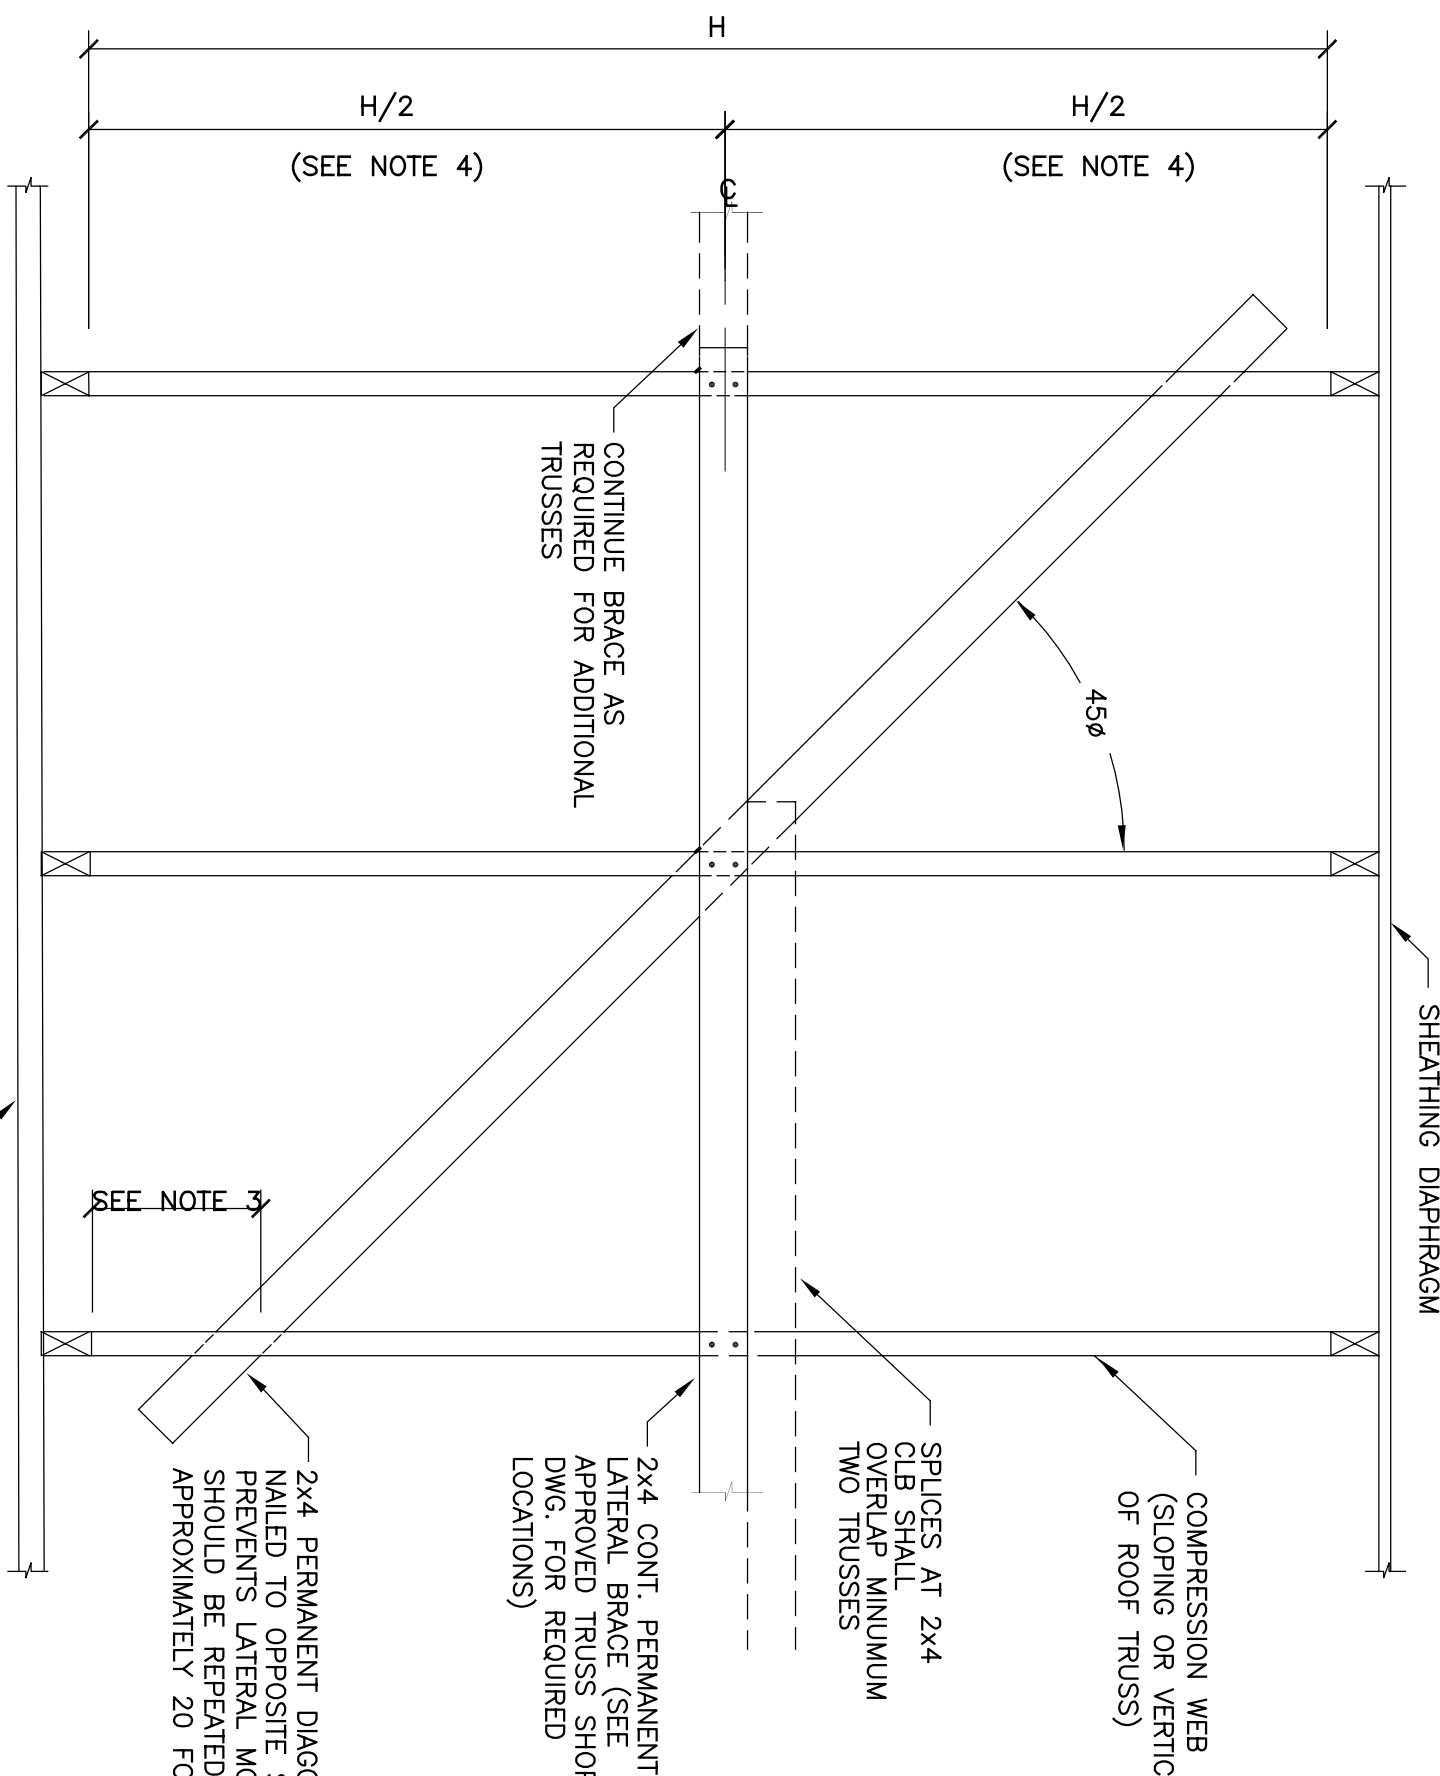 H
H/2
H/2
(SEE NOTE 4)
(SEE NOTE 4)
℄
CONTINUE BRACE AS
REQUIRED FOR ADDITIONAL
TRUSSES
45ø
SHEATHING DIAPHRAGM
SEE NOTE 3
COMPRESSION WEB
(SLOPING OR VERTIC
OF ROOF TRUSS)
SPLICES AT 2x4
CLB SHALL
OVERLAP MINUMUM
TWO TRUSSES
2x4 CONT. PERMANENT
LATERAL BRACE (SEE
APPROVED TRUSS SHOP
DWG. FOR REQUIRED
LOCATIONS)
2x4 PERMANENT DIAGO
NAILED TO OPPOSITE S
PREVENTS LATERAL MO
SHOULD BE REPEATED
APPROXIMATELY 20 FO